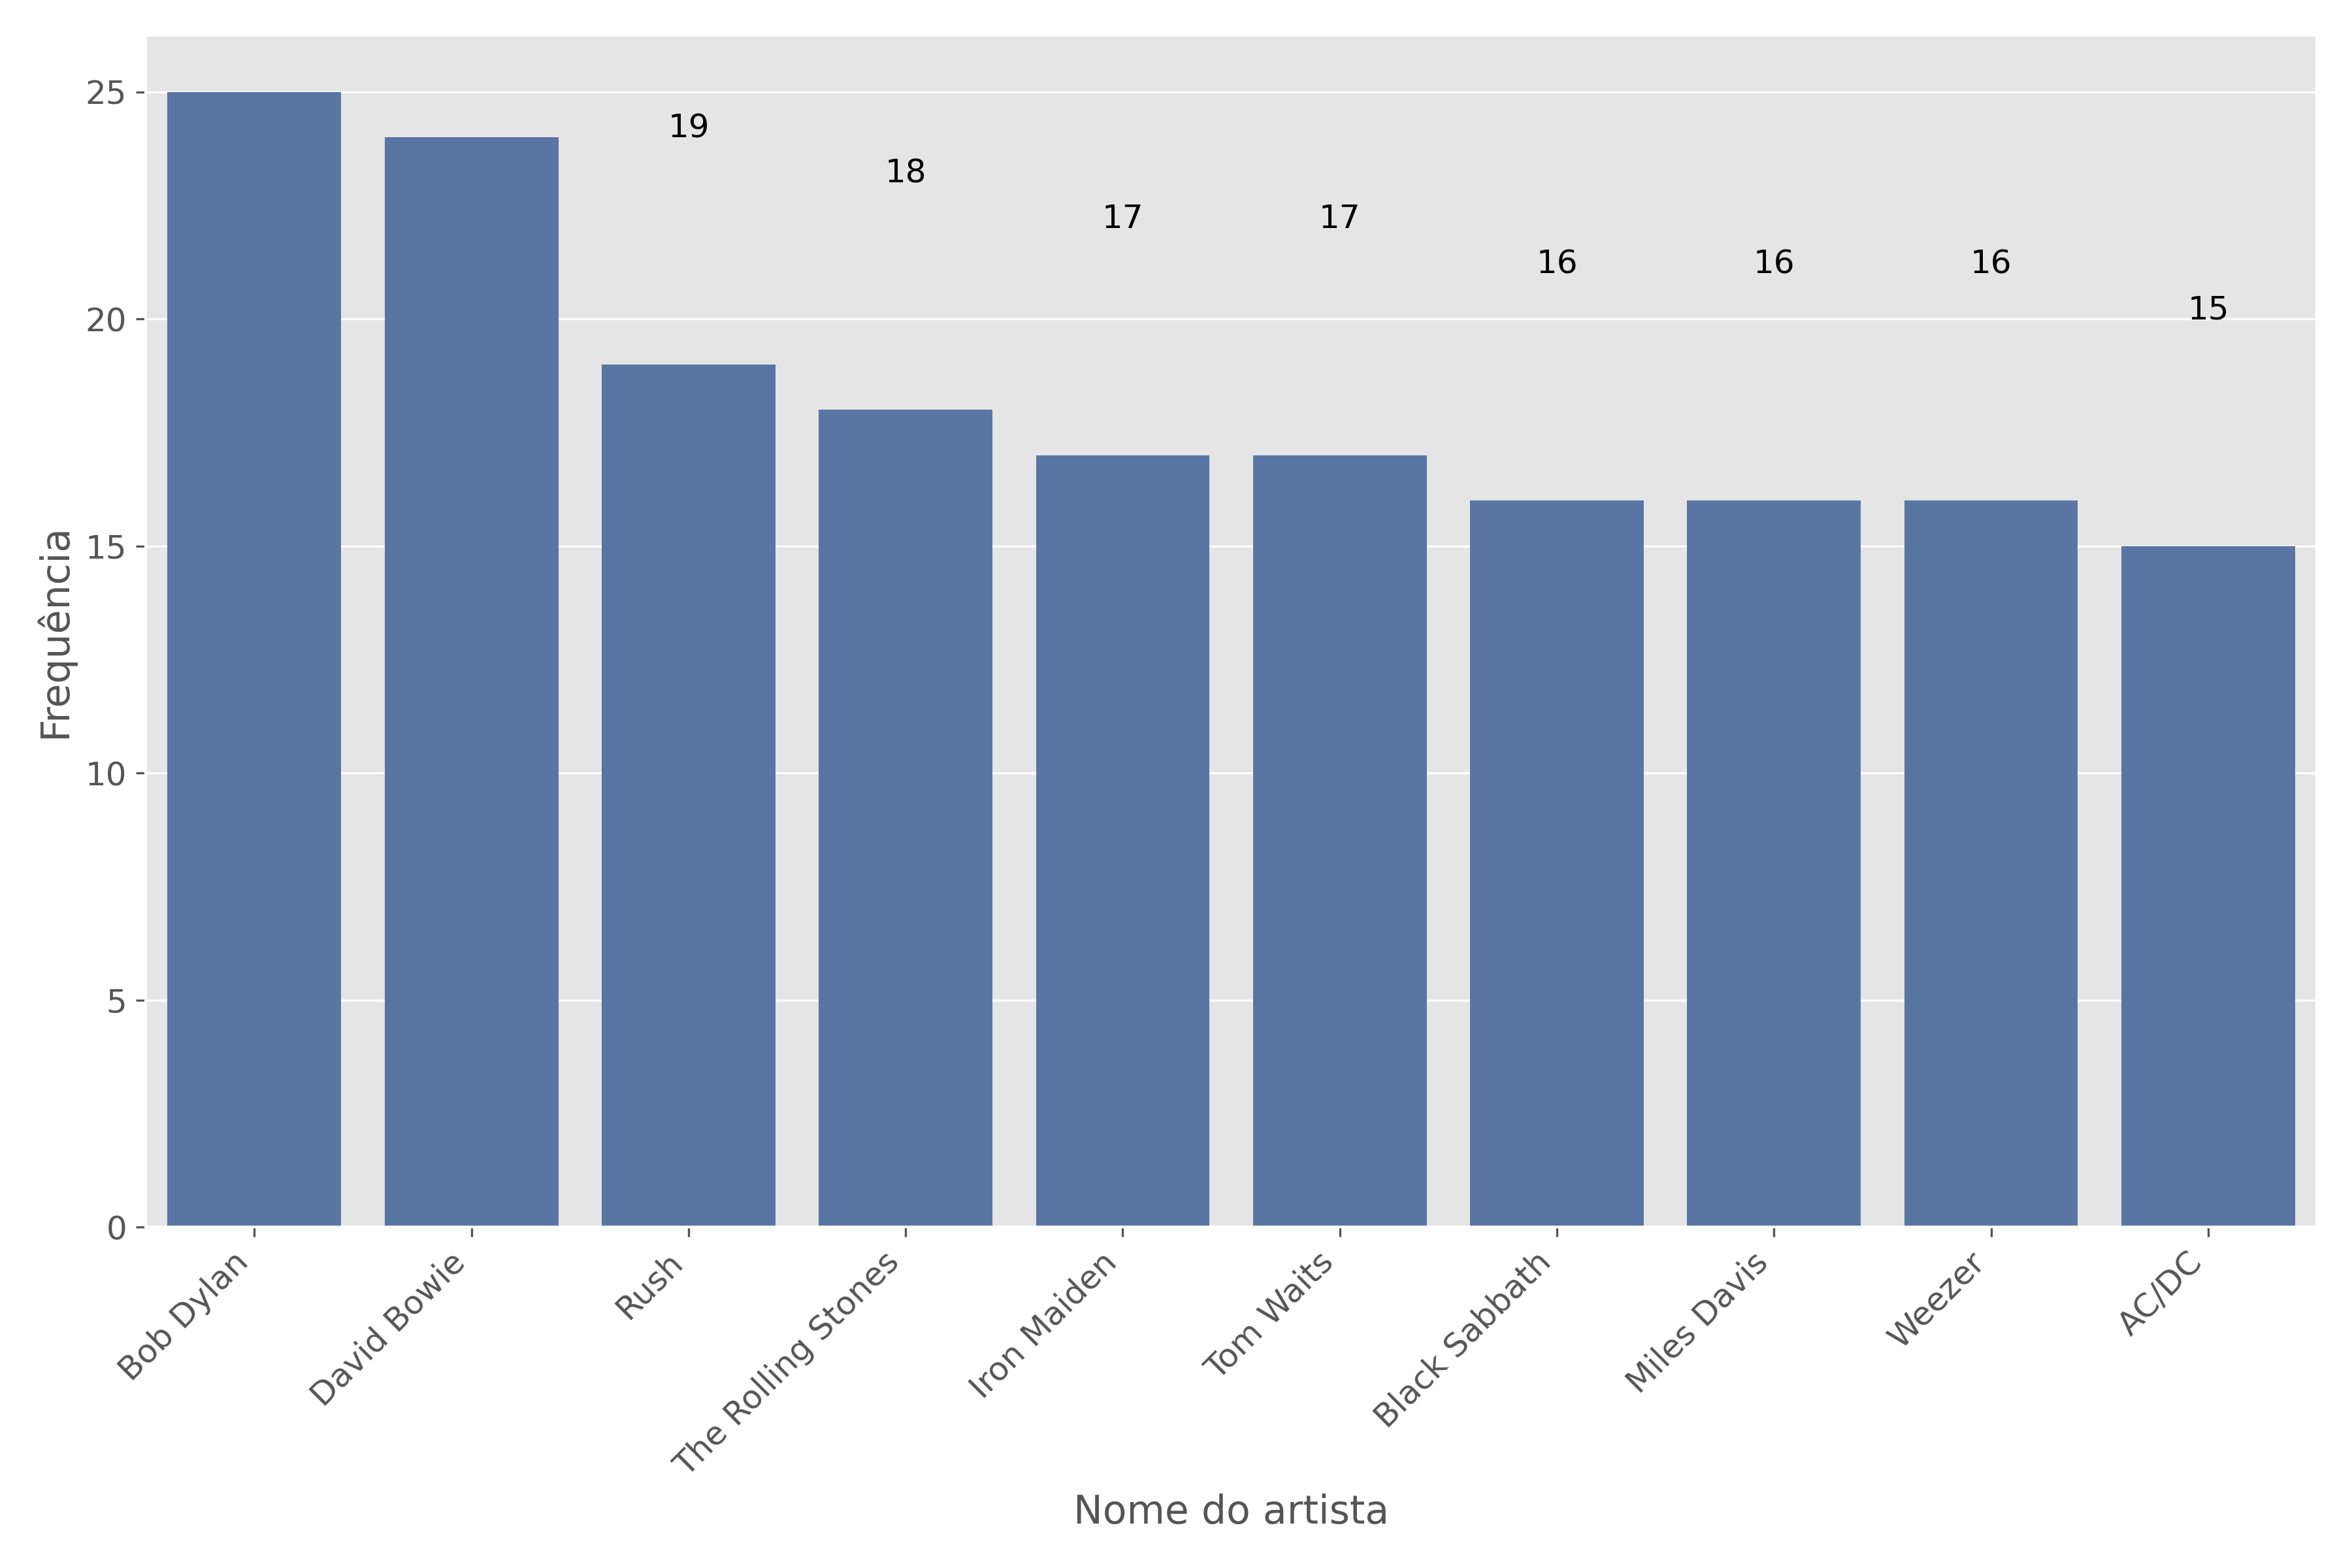 25
20
15
10
5
0
Frequência
19
18
17
17
16
16
16
15
Bob Dylan
David Bowie
Rush
The Rolling Stones
Iron Maiden
Tom Waits
Black Sabbath
Miles Davis
Weezer
AC/DC
Nome do artista